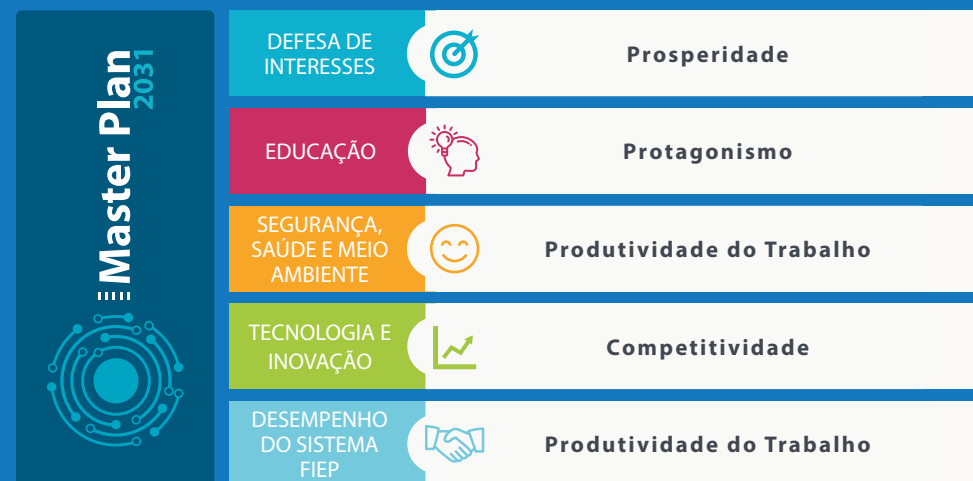 Master Plan
2031
DEFESA DE
INTERESSES
Prosperidade
EDUCAÇÃO
Protagonismo
SEGURANÇA,
SAÚDE E MEIO
AMBIENTE
Produtividade do Trabalho
TECNOLOGIA E
INOVAÇÃO
Competitividade
DESEMPENHO
DO SISTEMA
FIEP
Produtividade do Trabalho